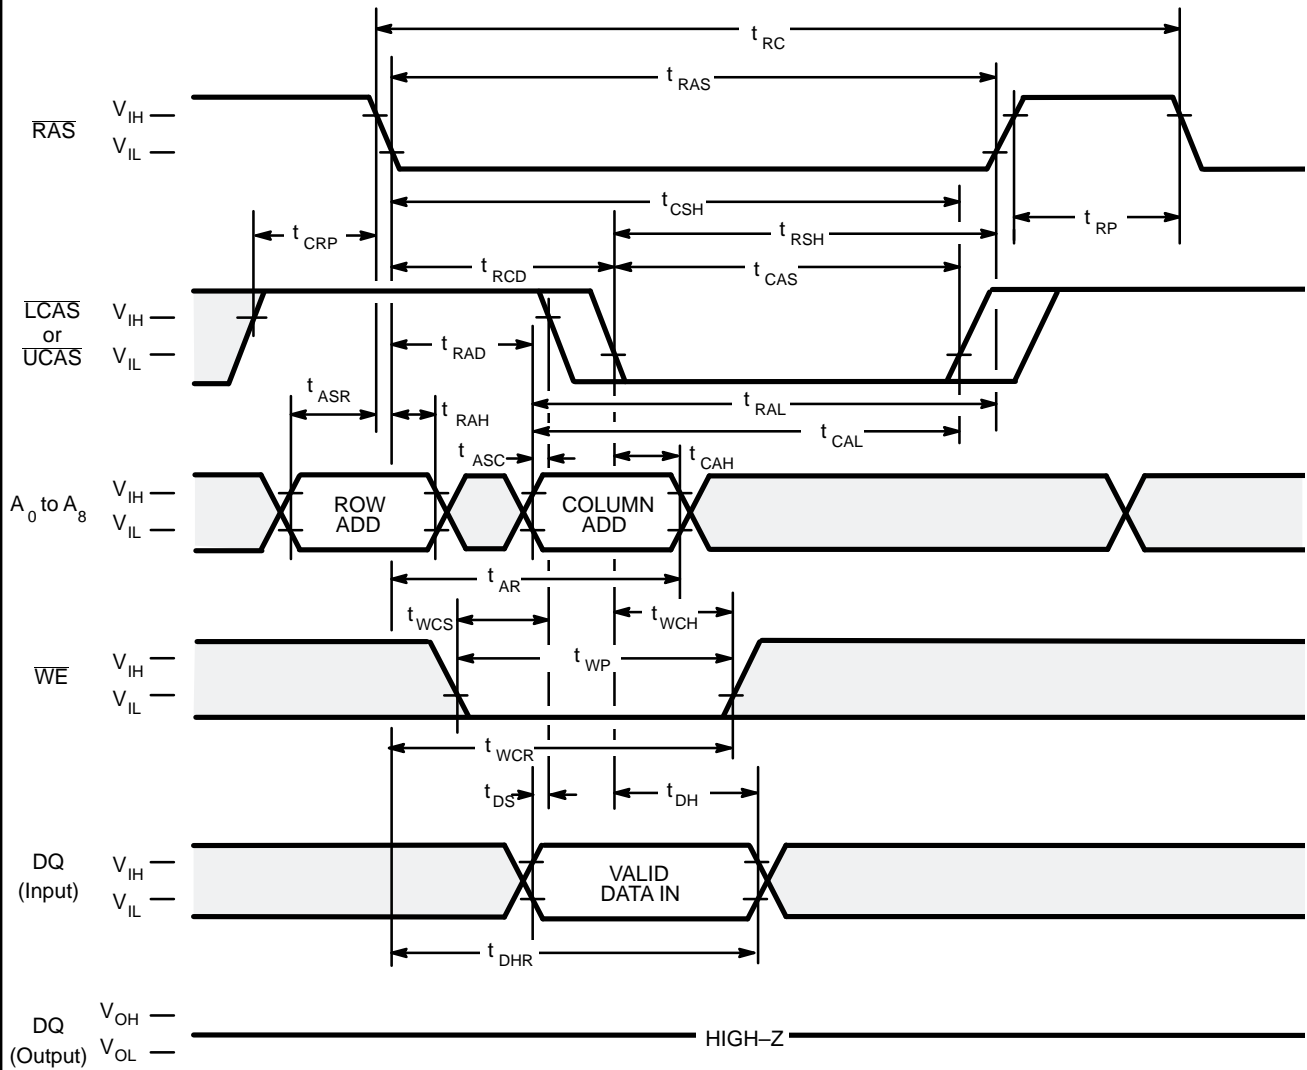 t RC
t RAS
RAS
V IH
V IL
t CSH
t RP
t CRP
t RSH
t RCD
t CAS
LCAS
or
UCAS
V IH
V IL
t RAD
t ASR
t RAH
t RAL
t CAL
t ASC
t CAH
A 0 to A 8
V IH
V IL
ROW
ADD
COLUMN
ADD
t AR
t WCS
t WCH
t WP
WE
V IH
V IL
t WCR
t DS
t DH
DQ
(Input)
V IH
V IL
VALID
DATA IN
t DHR
DQ
(Output)
V OH
V OL
HIGH–Z